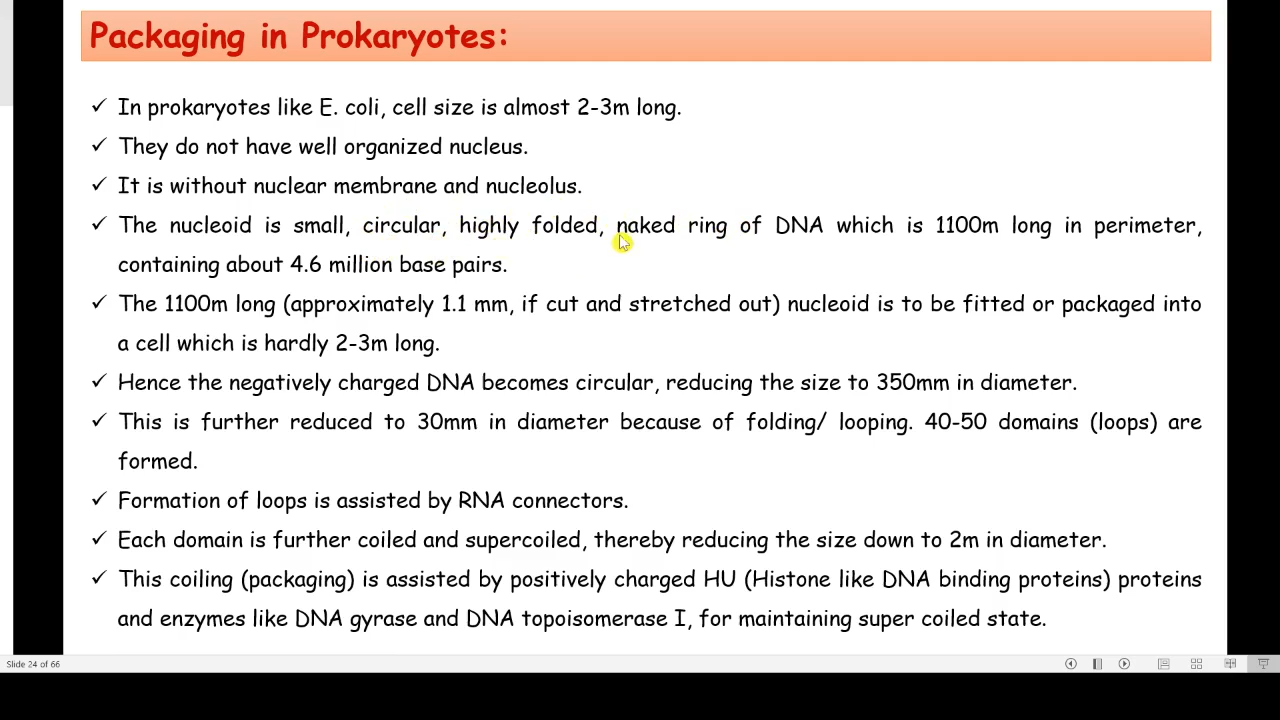 Packaging in Prokaryotes:
✓ In prokaryotes like E. coli, cell size is almost 2-3m long.
✓ They do not have well organized nucleus.
✓ It is without nuclear membrane and nucleolus.
✓ The nucleoid is small, circular, highly folded, naked ring of DNA which is 1100m long in perimeter,
containing about 4.6 million base pairs.
✓ The 1100m long (approximately 1.1 mm, if cut and stretched out) nucleoid is to be fitted or packaged into
a cell which is hardly 2-3m long.
✓ Hence the negatively charged DNA becomes circular, reducing the size to 350mm in diameter.
✓ This is further reduced to 30mm in diameter because of folding/ looping. 40-50 domains (loops) are
formed.
✓ Formation of loops is assisted by RNA connectors.
✓ Each domain is further coiled and supercoiled, thereby reducing the size down to 2m in diameter.
✓ This coiling (packaging) is assisted by positively charged HU (Histone like DNA binding proteins) proteins
and enzymes like DNA gyrase and DNA topoisomerase I, for maintaining super coiled state.
Slide 24 of 66